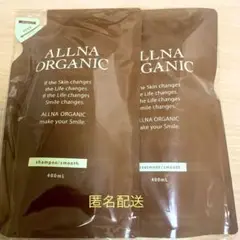 ALLNA
ORGANIC
If the Skin changes
the Life changes.
If the Life changes
Smile changes.
ALLNA ORGANIC
make your Smile.
shampoo/smooth
400mL
ALLNA
ORGANIC
the Skin changes
the Life changes.
the Life changes
Smile changes.
ALLNA ORGANIC
make your Smile.
/smooth
400mL
匿名配送